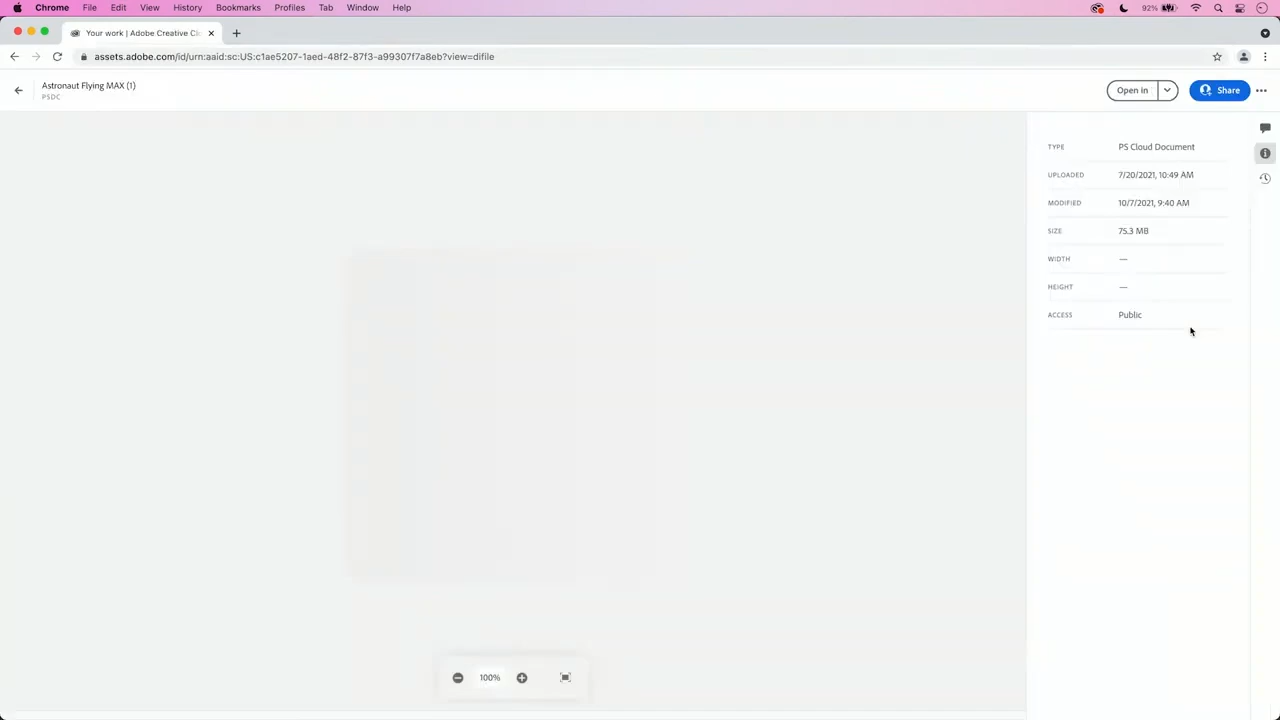 Chrome File Edit View History Bookmarks Profiles Tab Window Help 92%
Your work | Adobe Creative Cl
assets.adobe.com/id/urn:aaid:sc:US:c1ae5207-1aed-48f2-87f3-a99307f7a8eb?view=difile
Astronaut Flying MAX (1)
PSDC
Open in
Share
TYPE PS Cloud Document
UPLOADED 7/20/2021, 10:49 AM
MODIFIED 10/7/2021, 9:40 AM
SIZE 75.3 MB
WIDTH —
HEIGHT —
ACCESS Public
100%